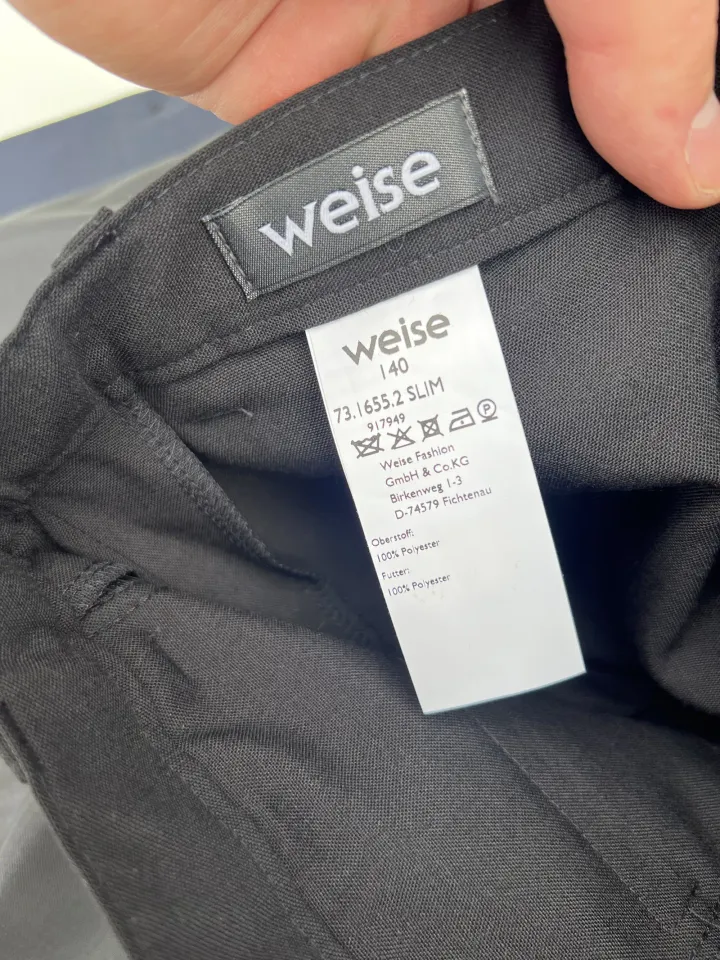 weise
weise
140
73.1655.2 SLIM
917949
P
Weise Fashion
GmbH & Co.KG
Birkenweg 1-3
D-74579 Fichtenau
Oberstoff:
100% Polyester
Futter:
100% Polyester